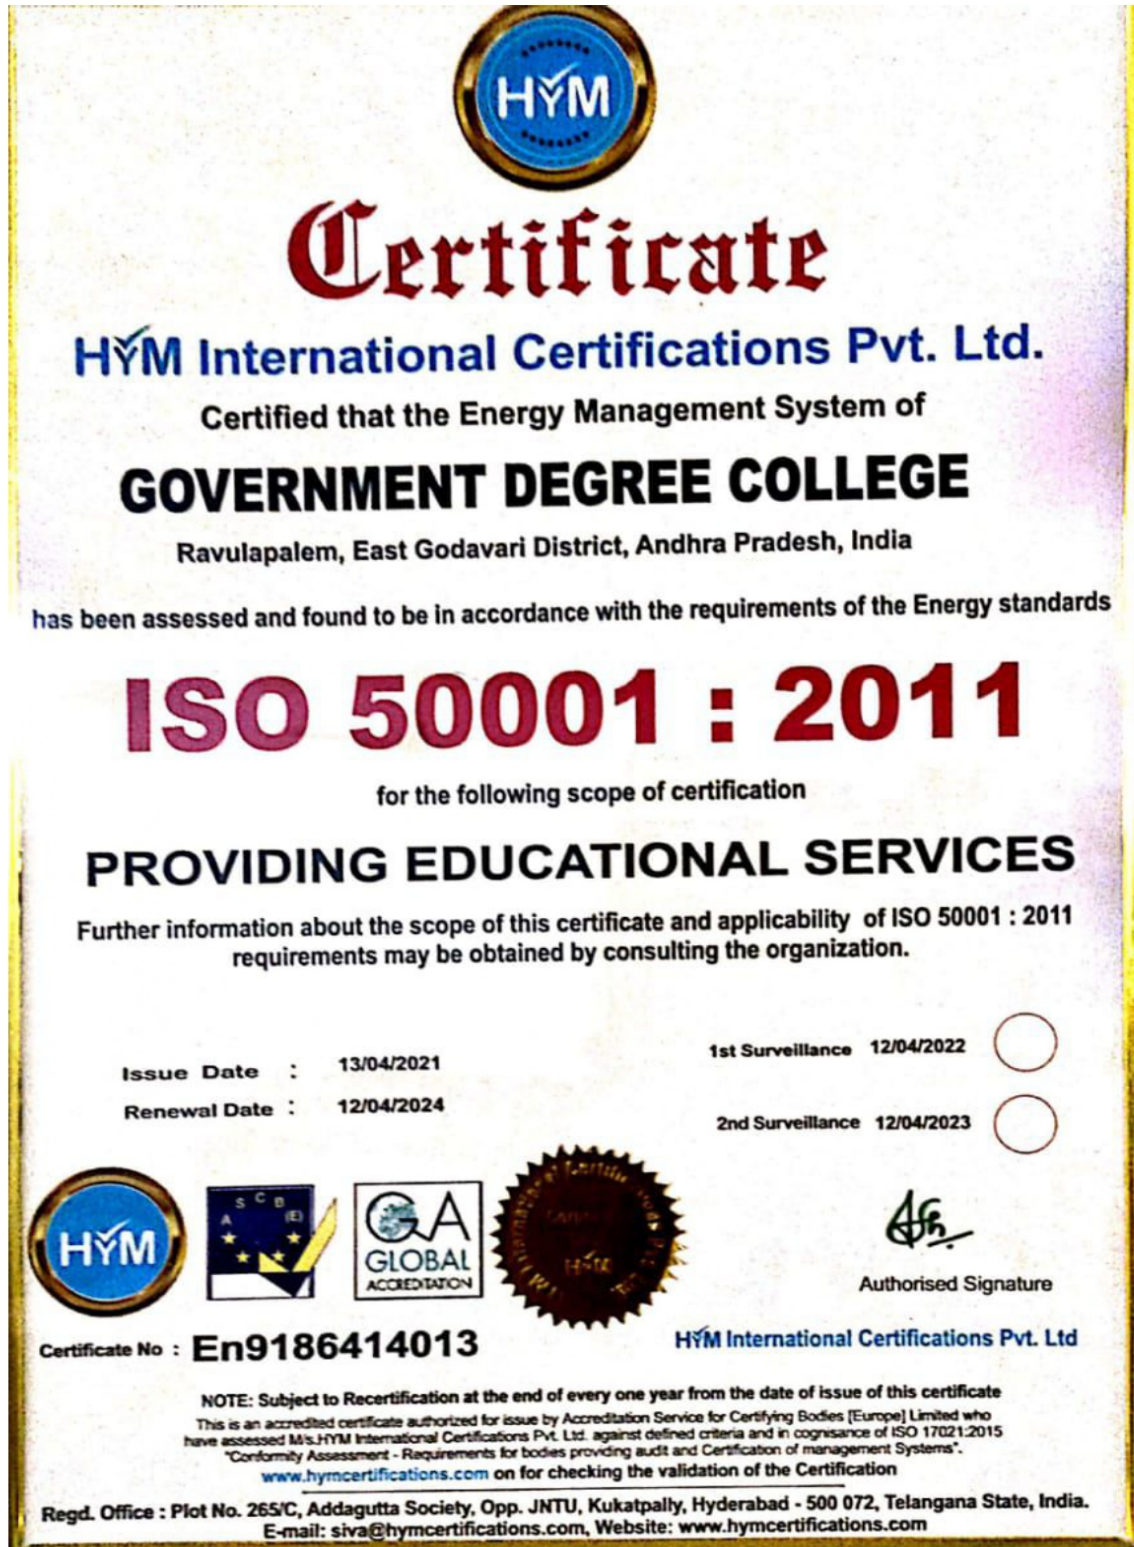 HYM
Certificate
HYM International Certifications Pvt. Ltd.
Certified that the Energy Management System of
GOVERNMENT DEGREE COLLEGE
Ravulapalem, East Godavari District, Andhra Pradesh, India
has been assessed and found to be in accordance with the requirements of the Energy standards
ISO 50001 : 2011
for the following scope of certification
PROVIDING EDUCATIONAL SERVICES
Further information about the scope of this certificate and applicability of ISO 50001 : 2011
requirements may be obtained by consulting the organization.
Issue Date : 13/04/2021
Renewal Date : 12/04/2024
1st Surveillance 12/04/2022
2nd Surveillance 12/04/2023
HYM
A S C B (E)
GA
GLOBAL
ACCREDITATION
HYM
Authorised Signature
Certificate No : En9186414013
HYM International Certifications Pvt. Ltd
NOTE: Subject to Recertification at the end of every one year from the date of issue of this certificate
This is an accredited certificate authorized for issue by Accreditation Service for Certifying Bodies [Europe] Limited who
have assessed M/s.HYM International Certifications Pvt. Ltd. against defined criteria and in cognisance of ISO 17021:2015
"Conformity Assessment - Requirements for bodies providing audit and Certification of management Systems".
www.hymcertifications.com on for checking the validation of the Certification
Regd. Office : Plot No. 265/C, Addagutta Society, Opp. JNTU, Kukatpally, Hyderabad - 500 072, Telangana State, India.
E-mail: siva@hymcertifications.com, Website: www.hymcertifications.com